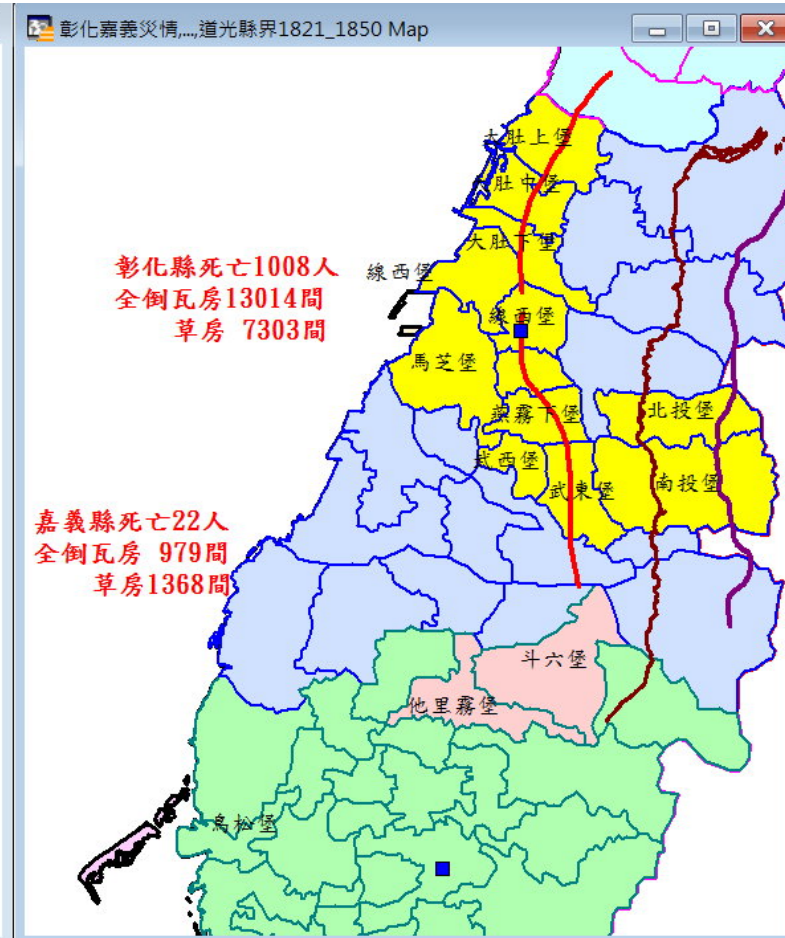 彰化嘉義災情,...,道光縣界1821_1850 Map
大肚上堡
大肚中堡
大肚下堡
彰化縣死亡1008人
線西堡
全倒瓦房13014間
線西堡
草房 7303間
馬芝堡
燕霧下堡
北投堡
武西堡
武東堡
南投堡
嘉義縣死亡22人
全倒瓦房 979間
草房1368間
斗六堡
他里霧堡
鳥松堡